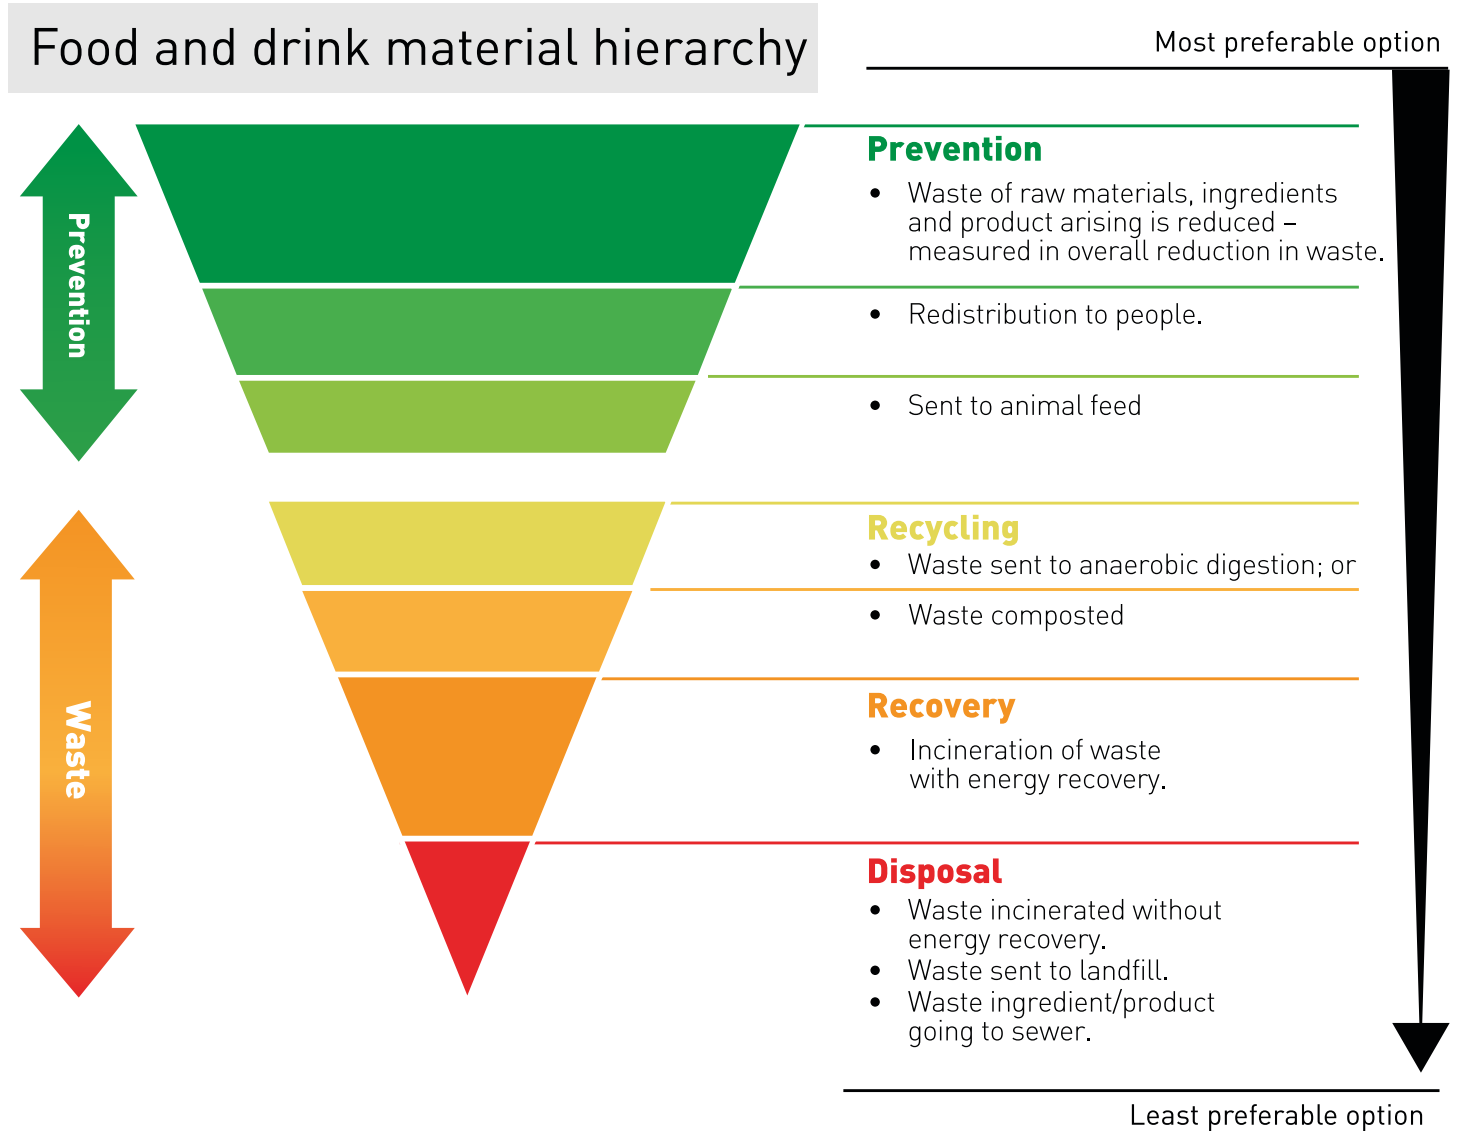 Food and drink material hierarchy
Most preferable option
Prevention
Prevention
• Waste of raw materials, ingredients
and product arising is reduced –
measured in overall reduction in waste.
• Redistribution to people.
• Sent to animal feed
Waste
Recycling
• Waste sent to anaerobic digestion; or
• Waste composted
Recovery
• Incineration of waste
with energy recovery.
Disposal
• Waste incinerated without
energy recovery.
• Waste sent to landfill.
• Waste ingredient/product
going to sewer.
Least preferable option